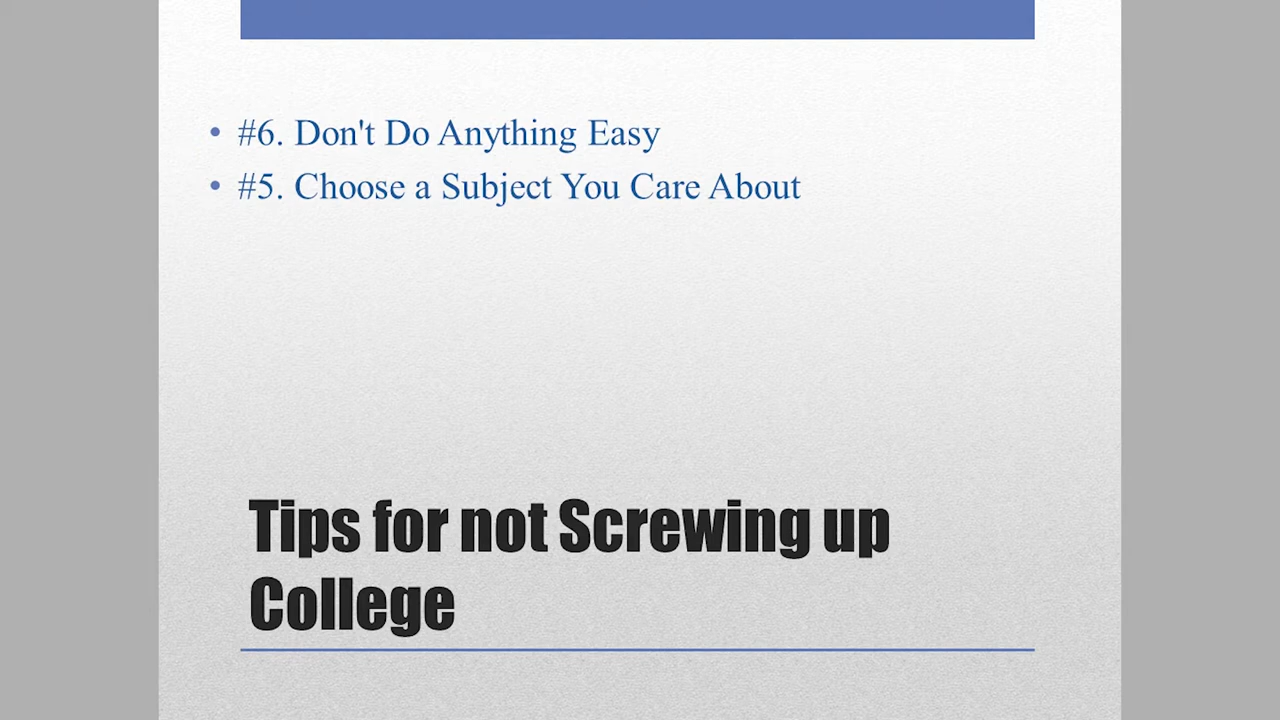 • #6. Don't Do Anything Easy
• #5. Choose a Subject You Care About
Tips for not Screwing up
College